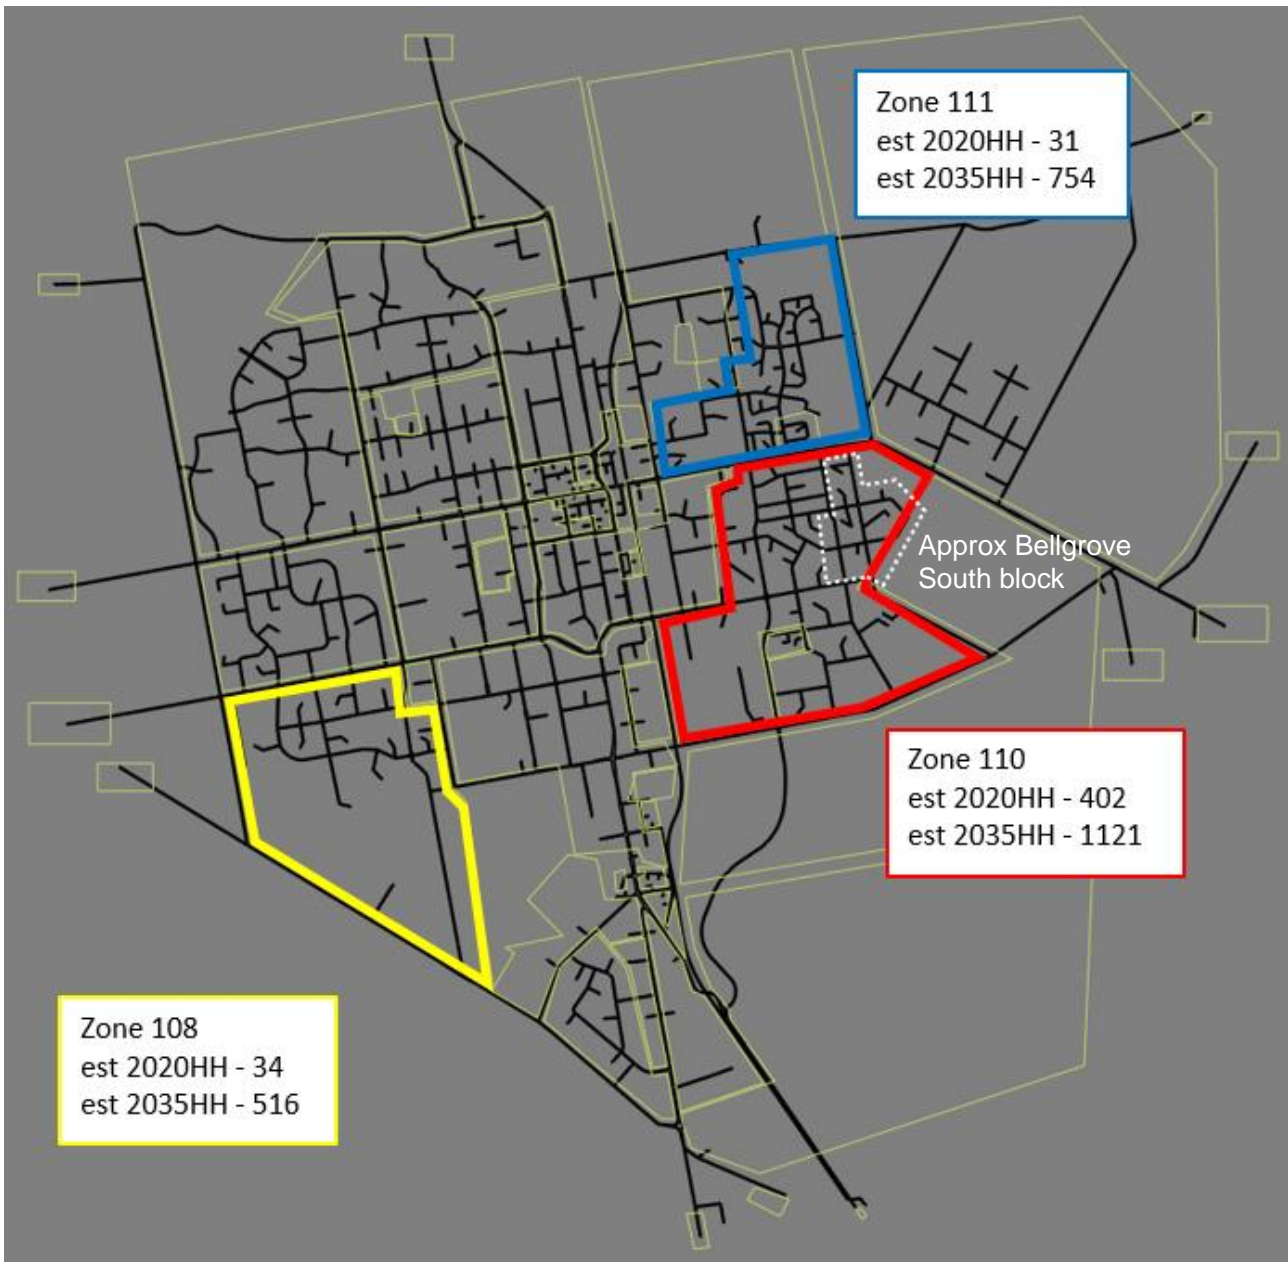 Zone 111
est 2020HH - 31
est 2035HH - 754
Approx Bellgrove
South block
Zone 110
est 2020HH - 402
est 2035HH - 1121
Zone 108
est 2020HH - 34
est 2035HH - 516